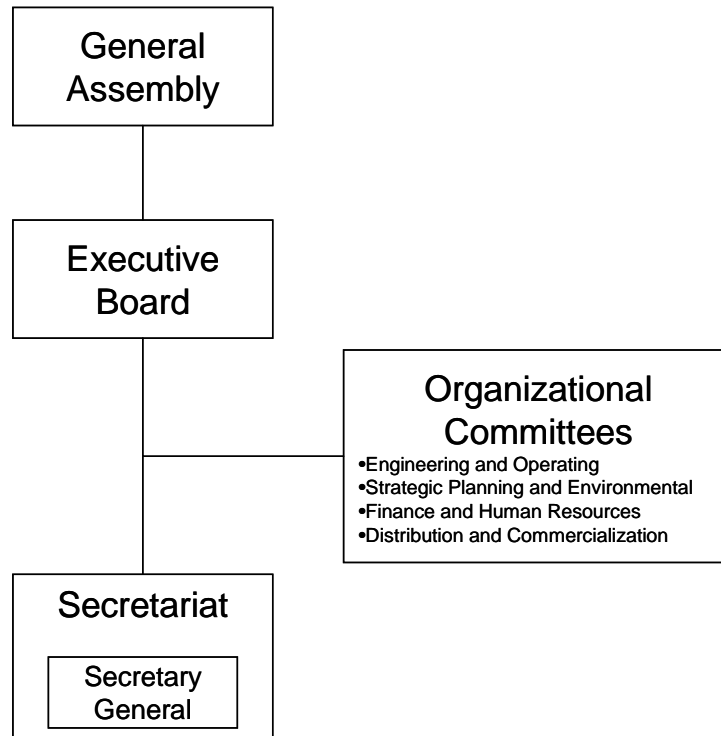 General
Assembly
Executive
Board
Organizational
Committees
•Engineering and Operating
•Strategic Planning and Environmental
•Finance and Human Resources
•Distribution and Commercialization
Secretariat
Secretary
General